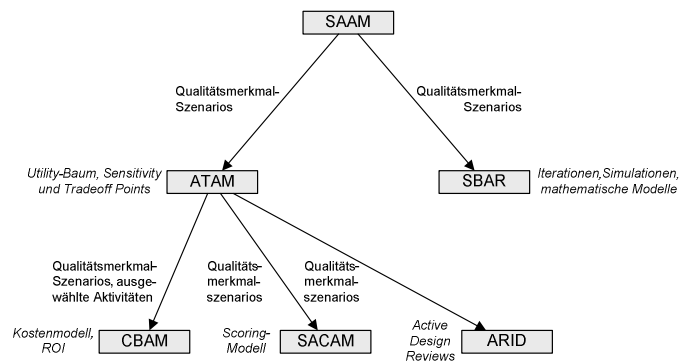 SAAM
Qualitätsmerkmal-
Szenarios
Qualitätsmerkmal-
Szenarios
Utility-Baum, Sensitivity
und Tradeoff Points
ATAM
SBAR
Iterationen,Simulationen,
mathematische Modelle
Qualitätsmerkmal-
Szenarios, ausge-
wählte Aktivitäten
Qualitäts-
merkmal-
szenarios
Qualitäts-
merkmal-
szenarios
Kostenmodell,
ROI
CBAM
Scoring-
Modell
SACAM
Active
Design
Reviews
ARID